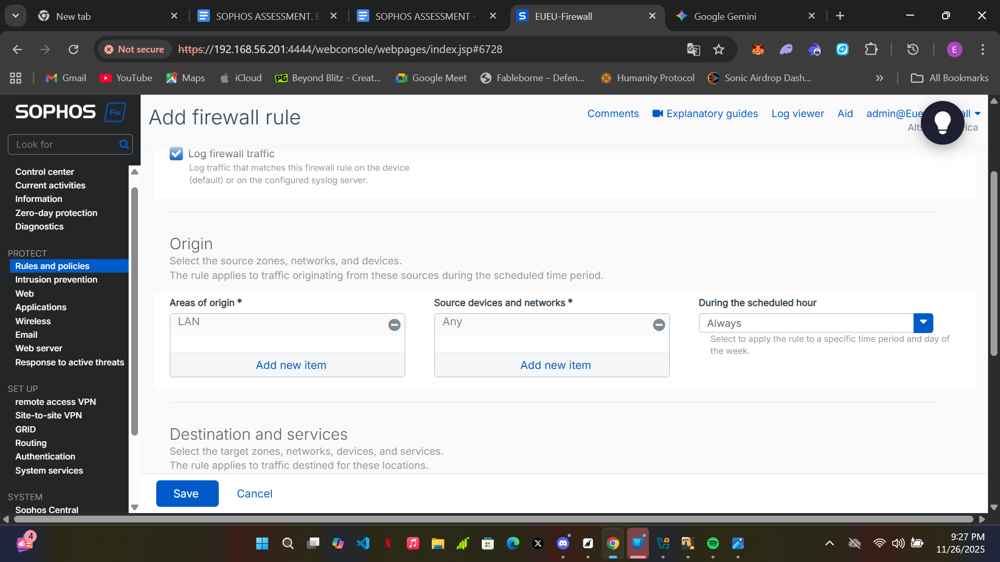 New tab
SOPHOS ASSESSMENT. E
SOPHOS ASSESSMENT -
EUEU-Firewall
Google Gemini
Not secure
https://192.168.56.201:4444/webconsole/webpages/index.jsp#6728
E
Gmail
YouTube
Maps
iCloud
Beyond Blitz - Creat...
Google Meet
Fableborne – Defen...
Humanity Protocol
Sonic Airdrop Dash...
All Bookmarks
SOPHOS Fw
Look for
Control center
Current activities
Information
Zero-day protection
Diagnostics
PROTECT
Rules and policies
Intrusion prevention
Web
Applications
Wireless
Email
Web server
Response to active threats
SET UP
remote access VPN
Site-to-site VPN
GRID
Routing
Authentication
System services
SYSTEM
Sophos Central
Add firewall rule
Comments
Explanatory guides
Log viewer
Aid
admin@Eue
all
Alts
ica
Log firewall traffic
Log traffic that matches this firewall rule on the device
(default) or on the configured syslog server.
Origin
Select the source zones, networks, and devices.
The rule applies to traffic originating from these sources during the scheduled time period.
Areas of origin *
LAN
Add new item
Source devices and networks *
Any
Add new item
During the scheduled hour
Always
Select to apply the rule to a specific time period and day of
the week.
Destination and services
Select the target zones, networks, devices, and services.
The rule applies to traffic destined for these locations.
Save
Cancel
4
x64
9:27 PM
11/26/2025